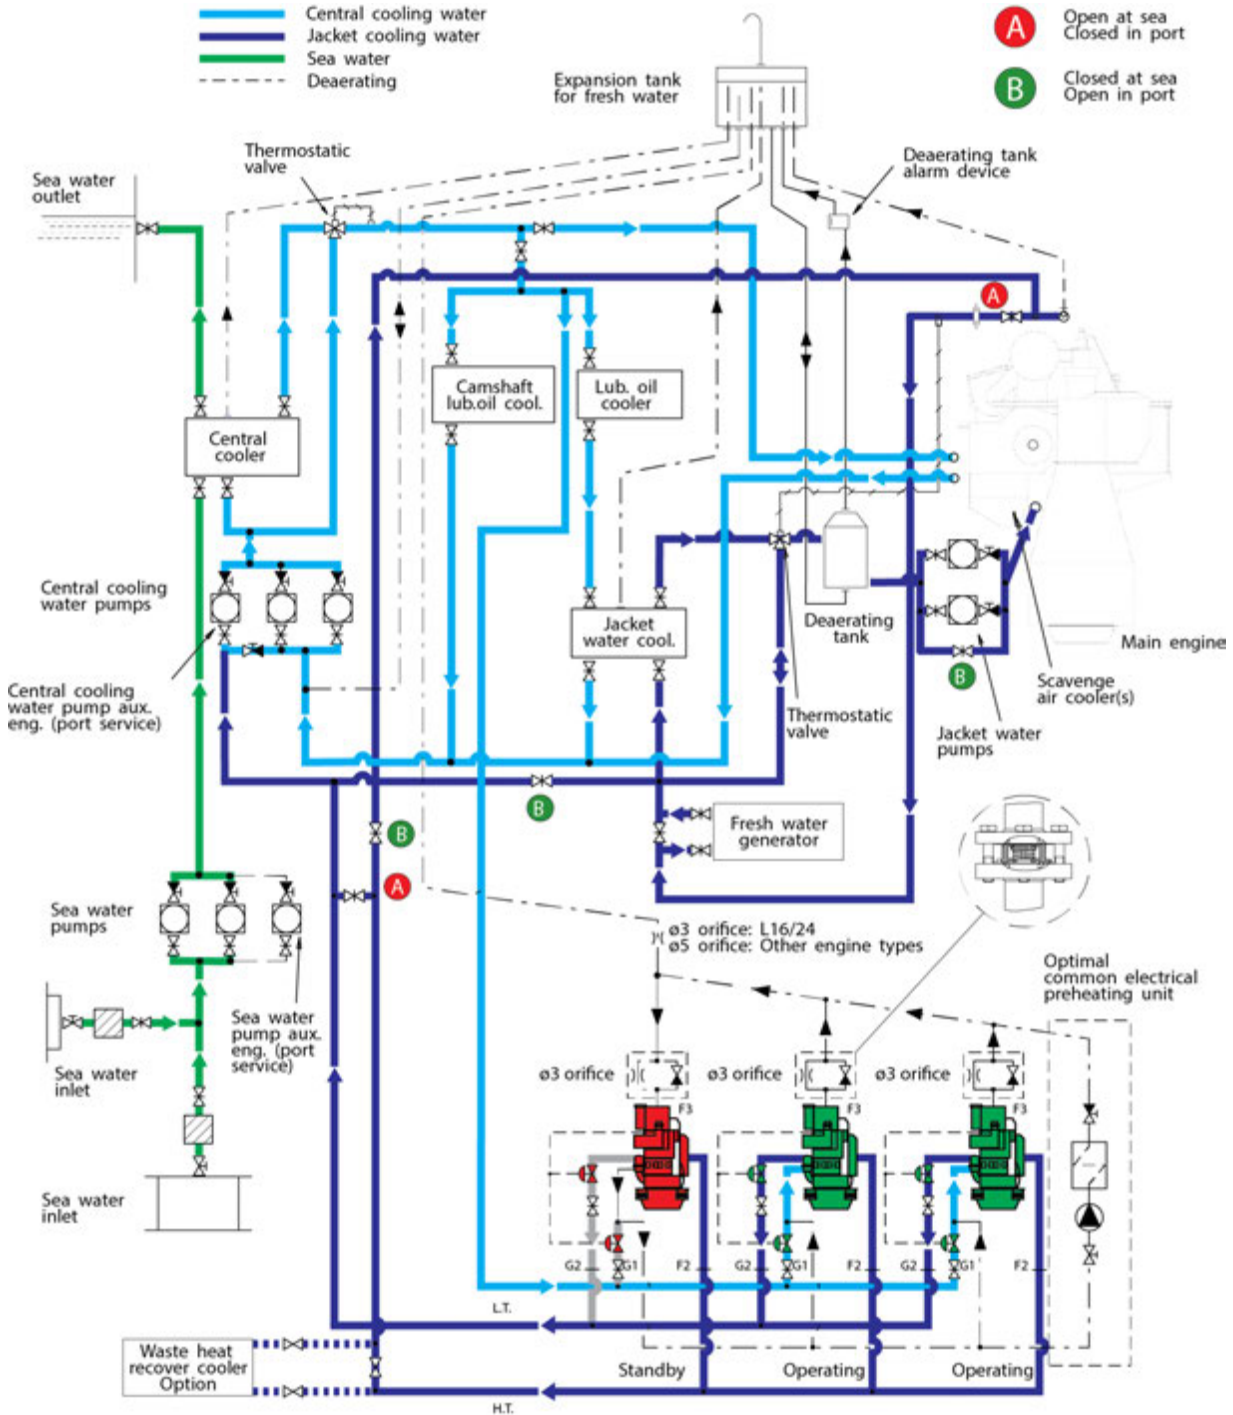 Central cooling water
Jacket cooling water
Sea water
Deaerating
Expansion tank
for fresh water
A
Open at sea
Closed in port
B
Closed at sea
Open in port
Thermostatic
valve
Deaerating tank
alarm device
Sea water
outlet
A
Camshaft
lub.oil cool.
Lub. oil
cooler
Central
cooler
Central cooling
water pumps
Jacket
water cool.
Deaerating
tank
Main engine
B
Scavenge
air cooler(s)
Central cooling
water pump aux.
eng. (port service)
Thermostatic
valve
Jacket water
pumps
B
B
Fresh water
generator
A
Sea water
pumps
ø3 orifice: L16/24
ø5 orifice: Other engine types
Optimal
common electrical
preheating unit
Sea water
pump aux.
eng. (port
service)
Sea water
inlet
ø3 orifice
ø3 orifice
ø3 orifice
F3
F3
F3
Sea water
inlet
G2
G1
F2
G2
G1
F2
G2
G1
F2
L.T.
Waste heat
recover cooler
Option
Standby
Operating
Operating
H.T.